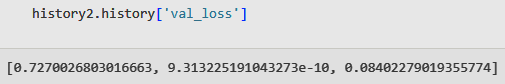 history2.history['val_loss']
[0.7270026803016663, 9.313225191043273e-10, 0.08402279019355774]